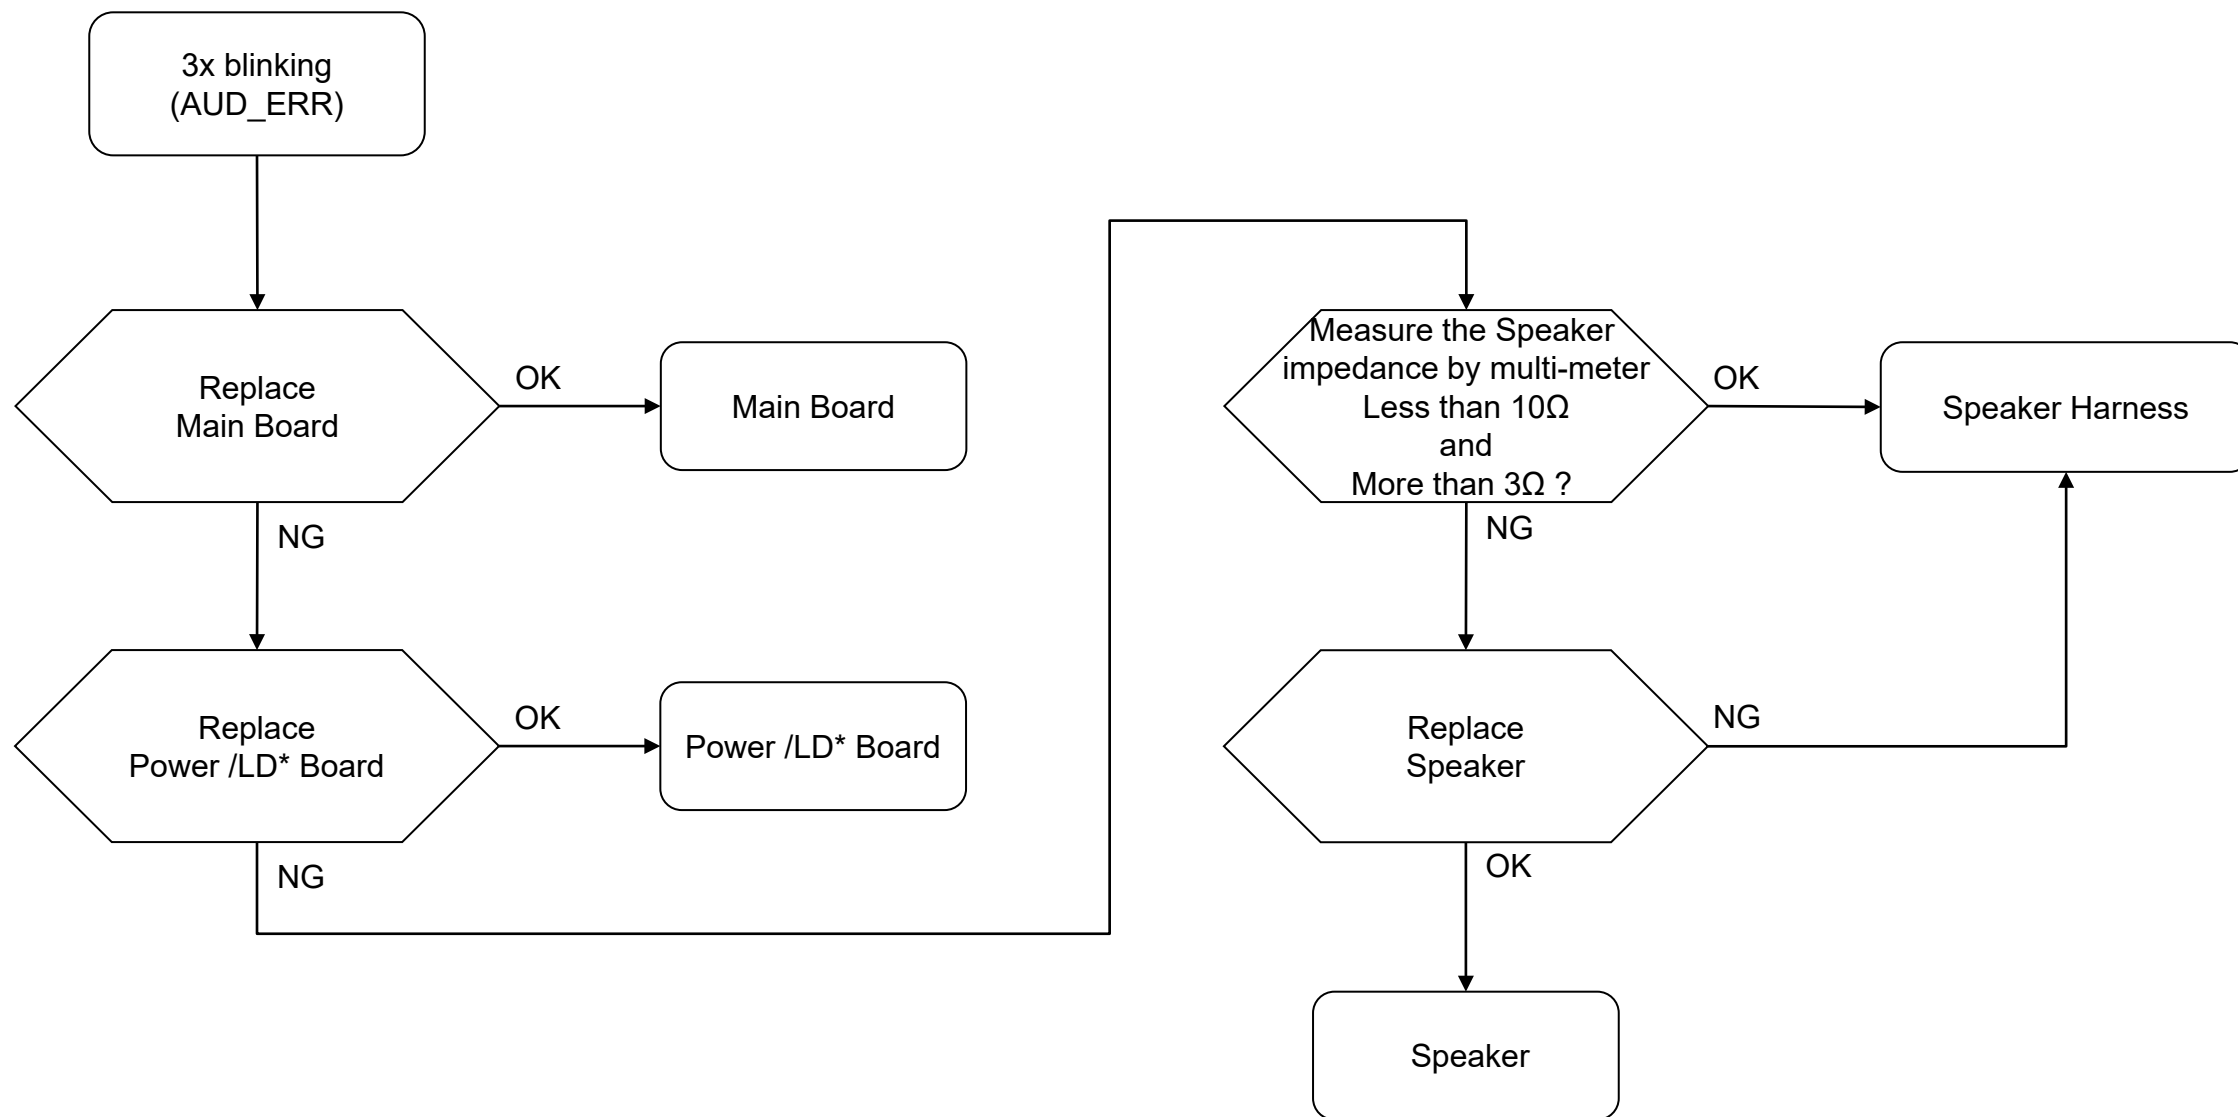 3x blinking
(AUD_ERR)
Replace
Main Board
OK
Main Board
NG
Replace
Power /LD* Board
OK
Power /LD* Board
NG
Measure the Speaker
impedance by multi-meter
Less than 10Ω
and
More than 3Ω ?
OK
Speaker Harness
NG
Replace
Speaker
NG
OK
Speaker